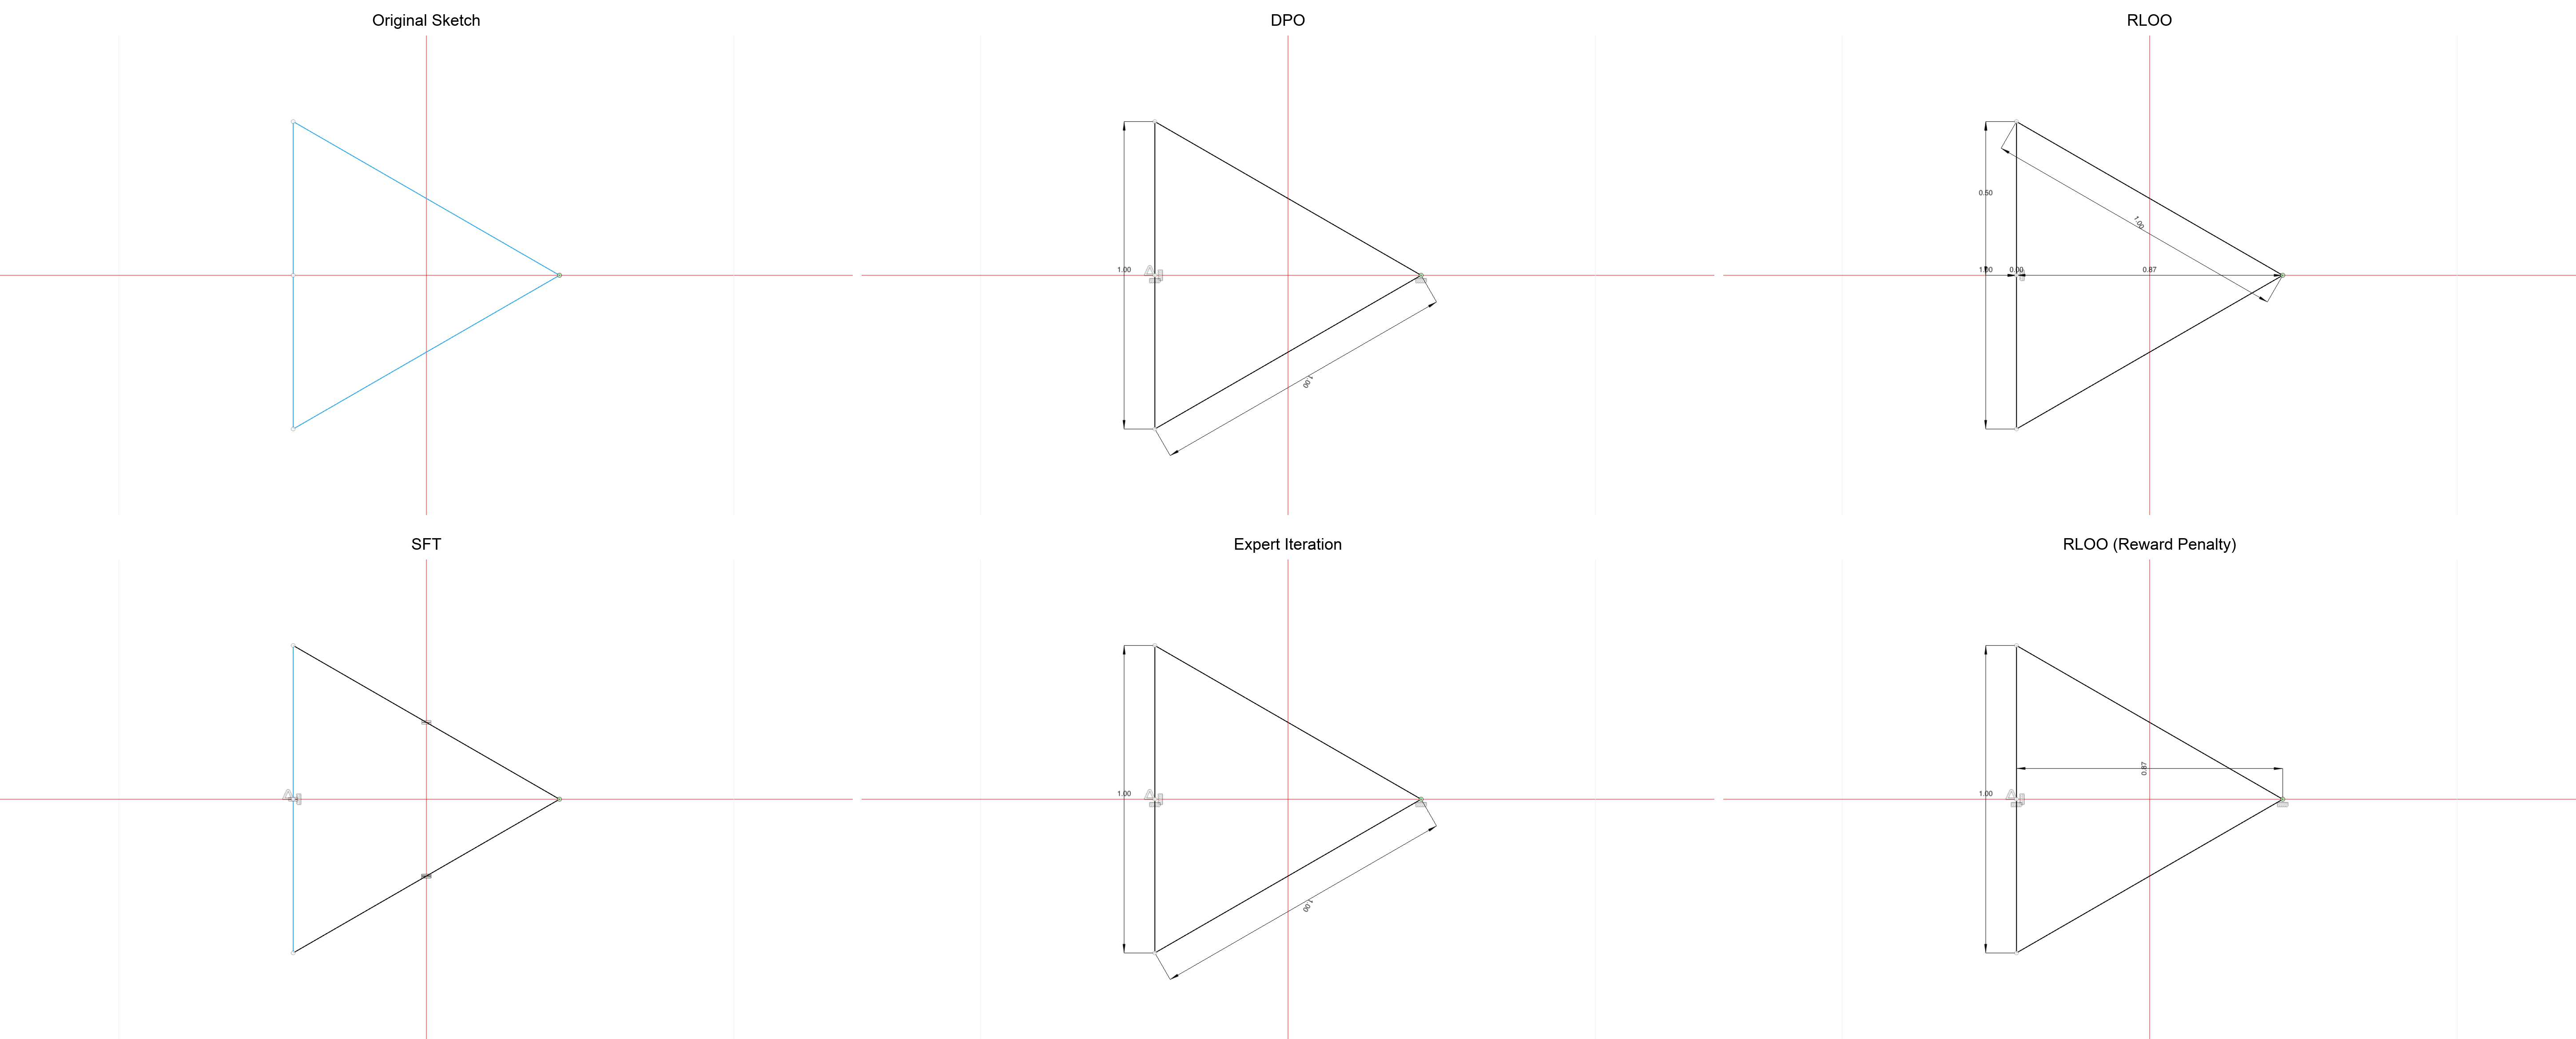 Original Sketch
DPO
RLOO
1.00
1.00
0.50
1.00
1.00
0.00
0.87
SFT
Expert Iteration
RLOO (Reward Penalty)
1.00
1.00
1.00
0.87